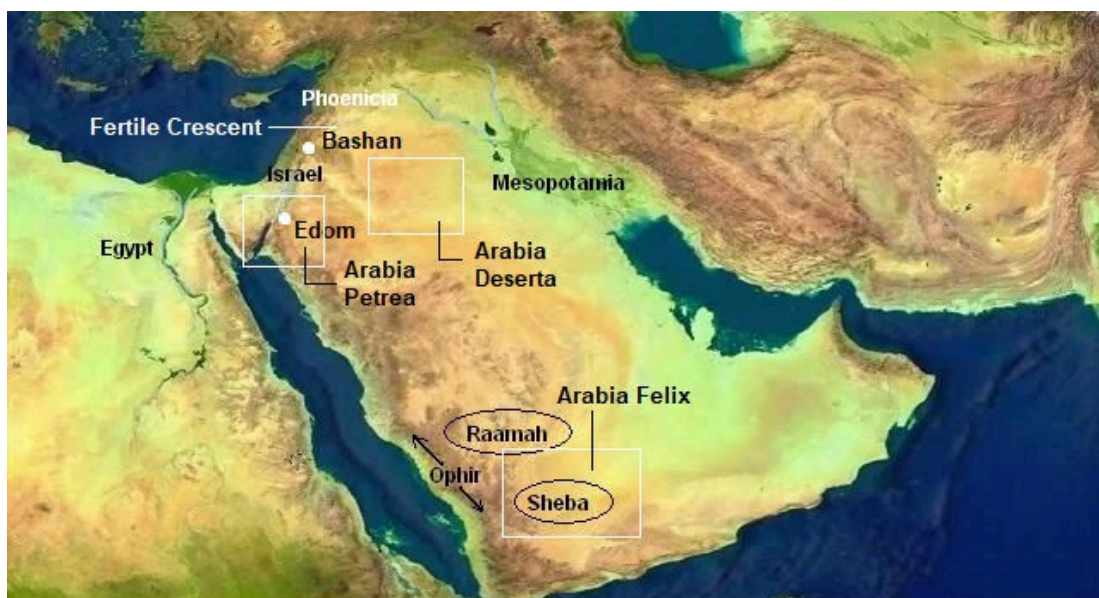 Phoenicia
Fertile Crescent
Bashan
Israel
Mesopotamia
Edom
Egypt
Arabia
Deserta
Arabia
Petrea
Arabia Felix
Raamah
Ophir
Sheba